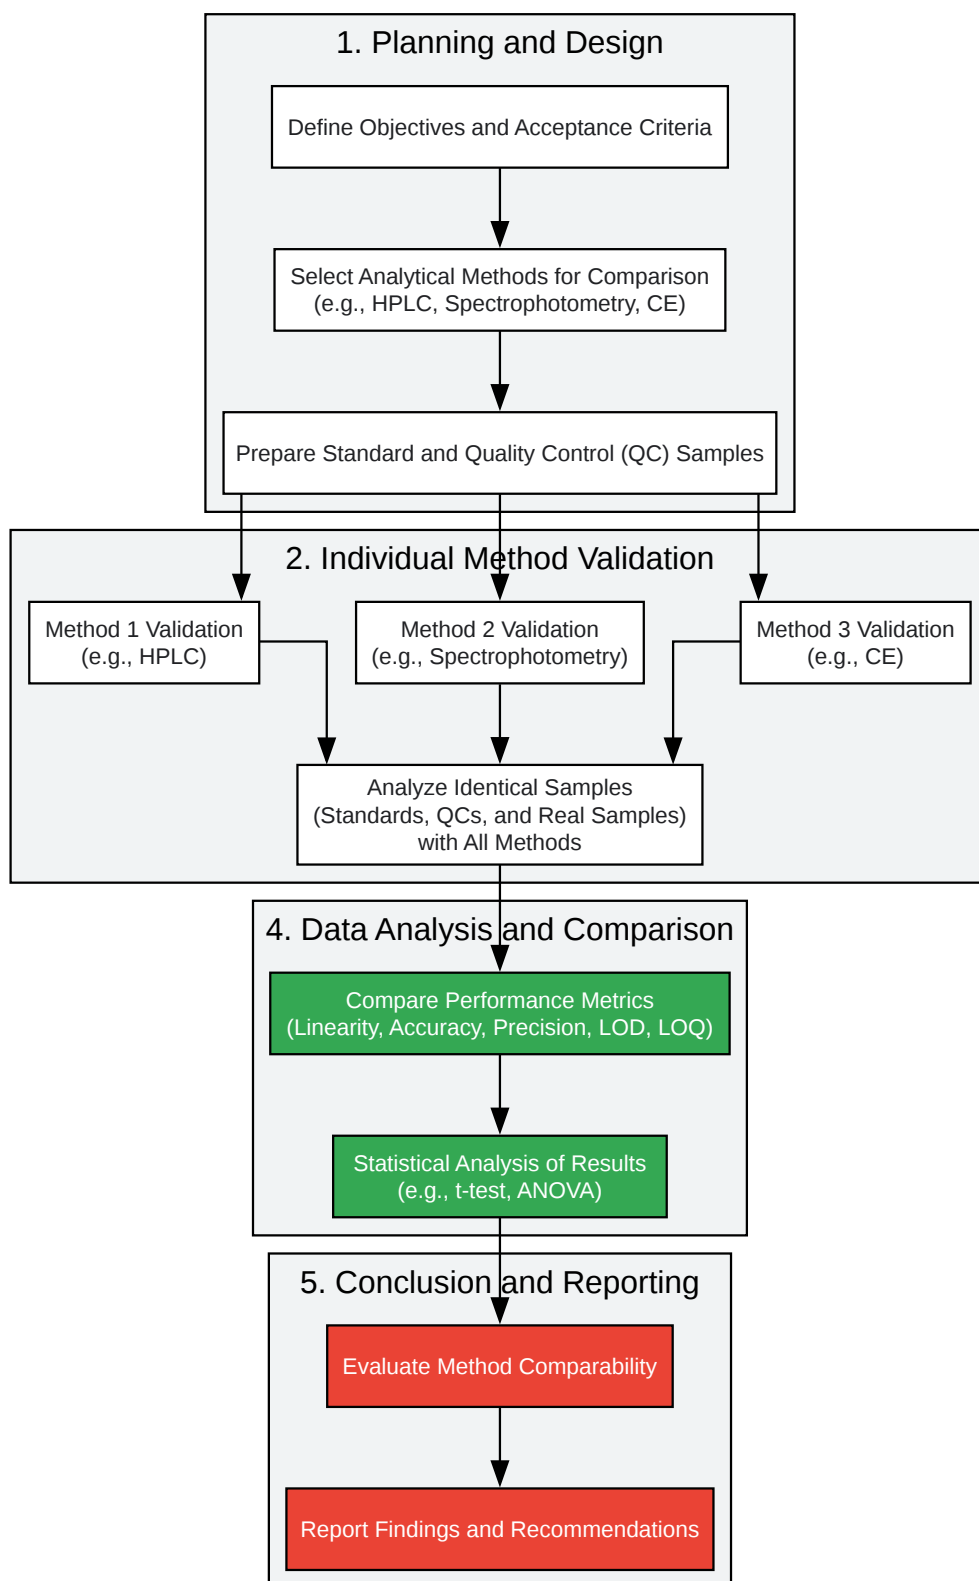 1. Planning and Design
Define Objectives and Acceptance Criteria
Select Analytical Methods for Comparison
(e.g., HPLC, Spectrophotometry, CE)
Prepare Standard and Quality Control (QC) Samples
2. Individual Method Validation
Method 1 Validation
(e.g., HPLC)
Method 2 Validation
(e.g., Spectrophotometry)
Method 3 Validation
(e.g., CE)
Analyze Identical Samples
(Standards, QCs, and Real Samples)
with All Methods
4. Data Analysis and Comparison
Compare Performance Metrics
(Linearity, Accuracy, Precision, LOD, LOQ)
Statistical Analysis of Results
(e.g., t-test, ANOVA)
5. Conclusion and Reporting
Evaluate Method Comparability
Report Findings and Recommendations